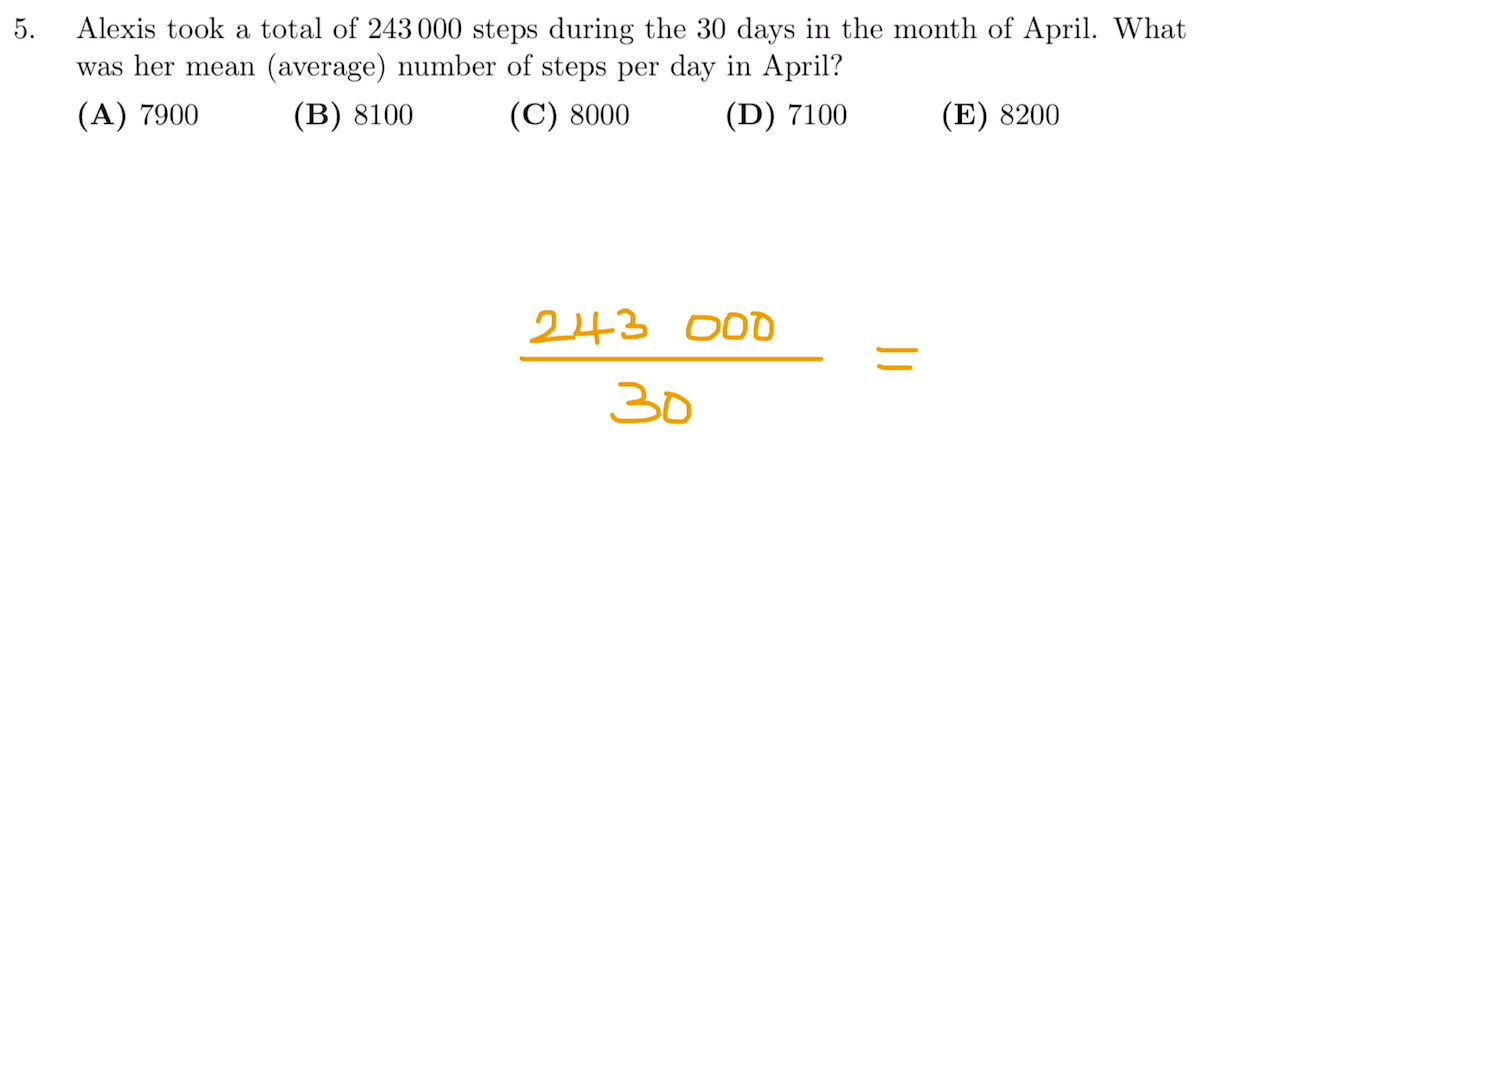 5. Alexis took a total of 243 000 steps during the 30 days in the month of April. What
was her mean (average) number of steps per day in April?
(A) 7900 (B) 8100 (C) 8000 (D) 7100 (E) 8200
243 000
=
30